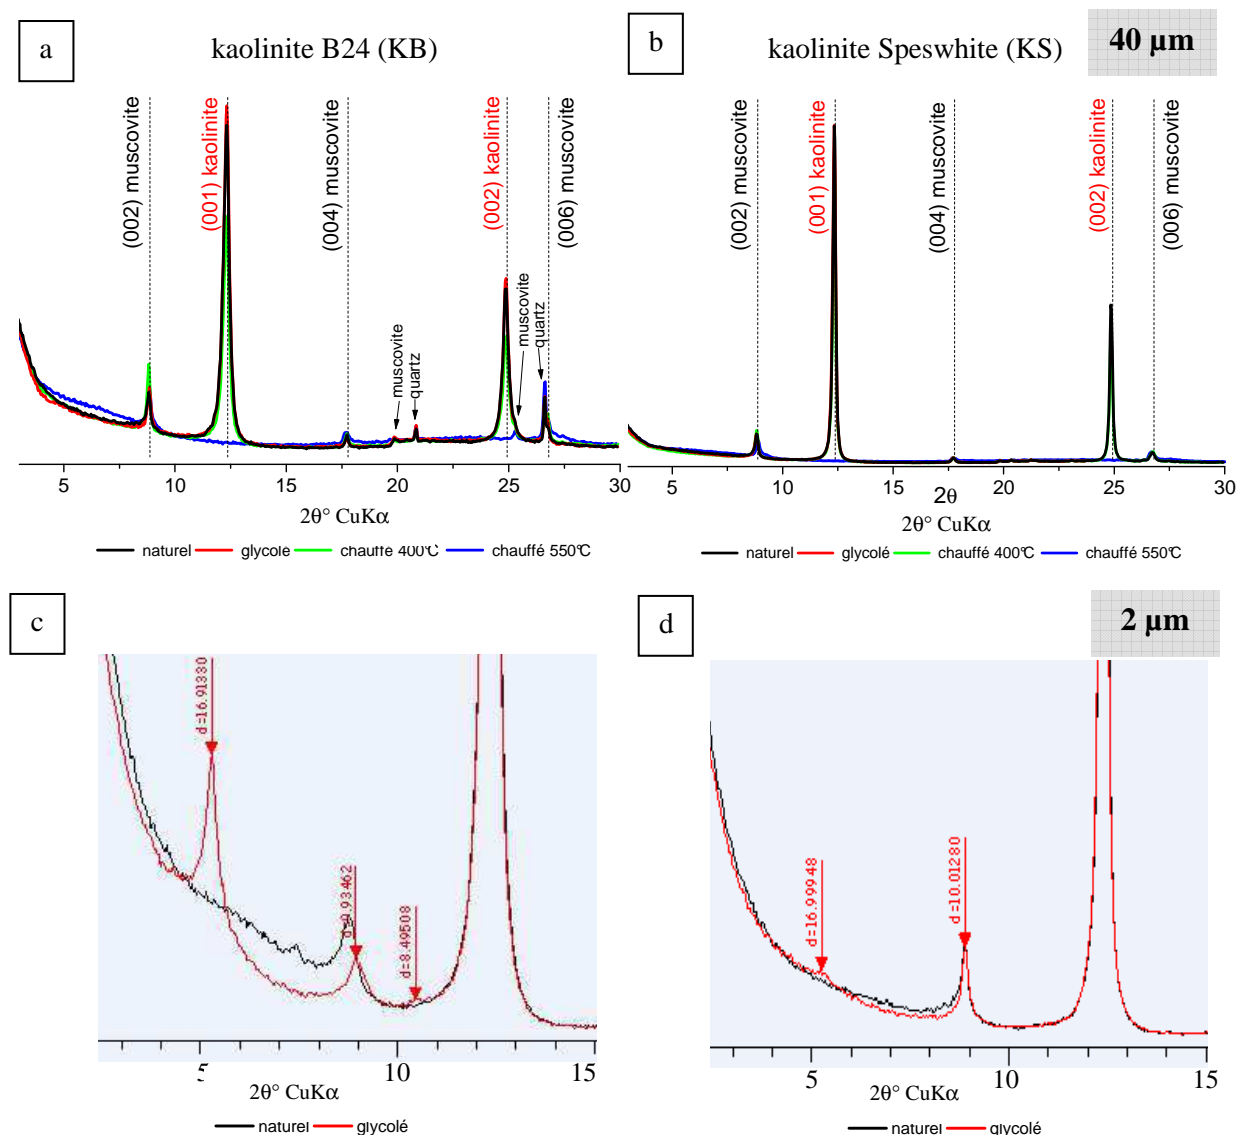 a
kaolinite B24 (KB)
b
kaolinite Speswhite (KS)
40 µm
(002) muscovite
(001) kaolinite
(004) muscovite
(002) kaolinite
(006) muscovite
muscovite
quartz
muscovite
quartz
5
10
15
20
25
30
2θ° CuKα
naturel
glycolé
chauffé 400°C
chauffé 550°C
(002) muscovite
(001) kaolinite
(004) muscovite
(002) kaolinite
(006) muscovite
5
10
15
20
25
30
2θ
2θ° CuKα
naturel
glycolé
chauffé 400°C
chauffé 550°C
c
d=16.91330
d=9.93462
d=8.49508
5
10
15
2θ° CuKα
naturel
glycolé
d
2 µm
d=16.99948
d=10.01280
5
10
15
2θ° CuKα
naturel
glycolé